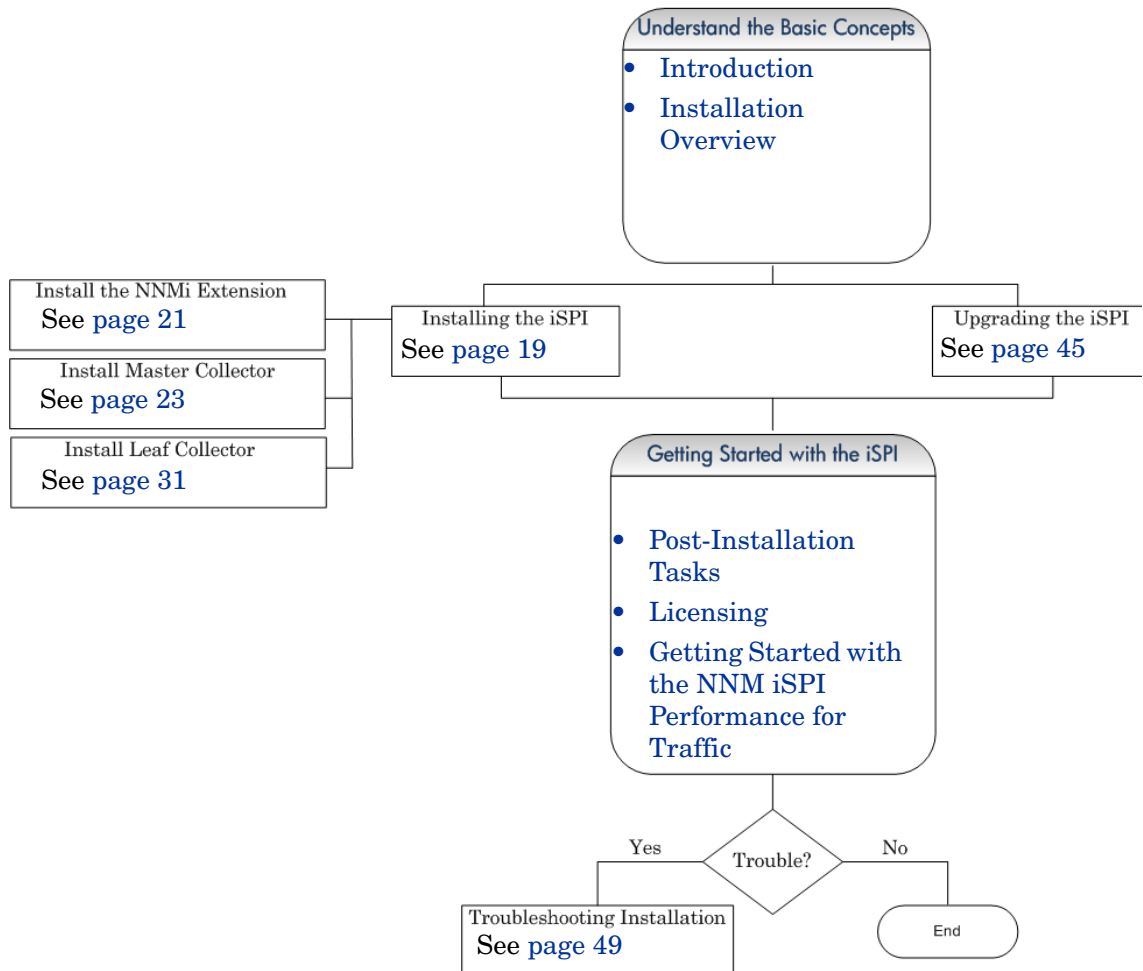 Understand the Basic Concepts
• Introduction
• Installation
Overview
Install the NNMi Extension
See page 21
Install Master Collector
See page 23
Install Leaf Collector
See page 31
Installing the iSPI
See page 19
Upgrading the iSPI
See page 45
Getting Started with the iSPI
• Post-Installation
Tasks
• Licensing
• Getting Started with
the NNM iSPI
Performance for
Traffic
Trouble?
Yes
No
Troubleshooting Installation
See page 49
End